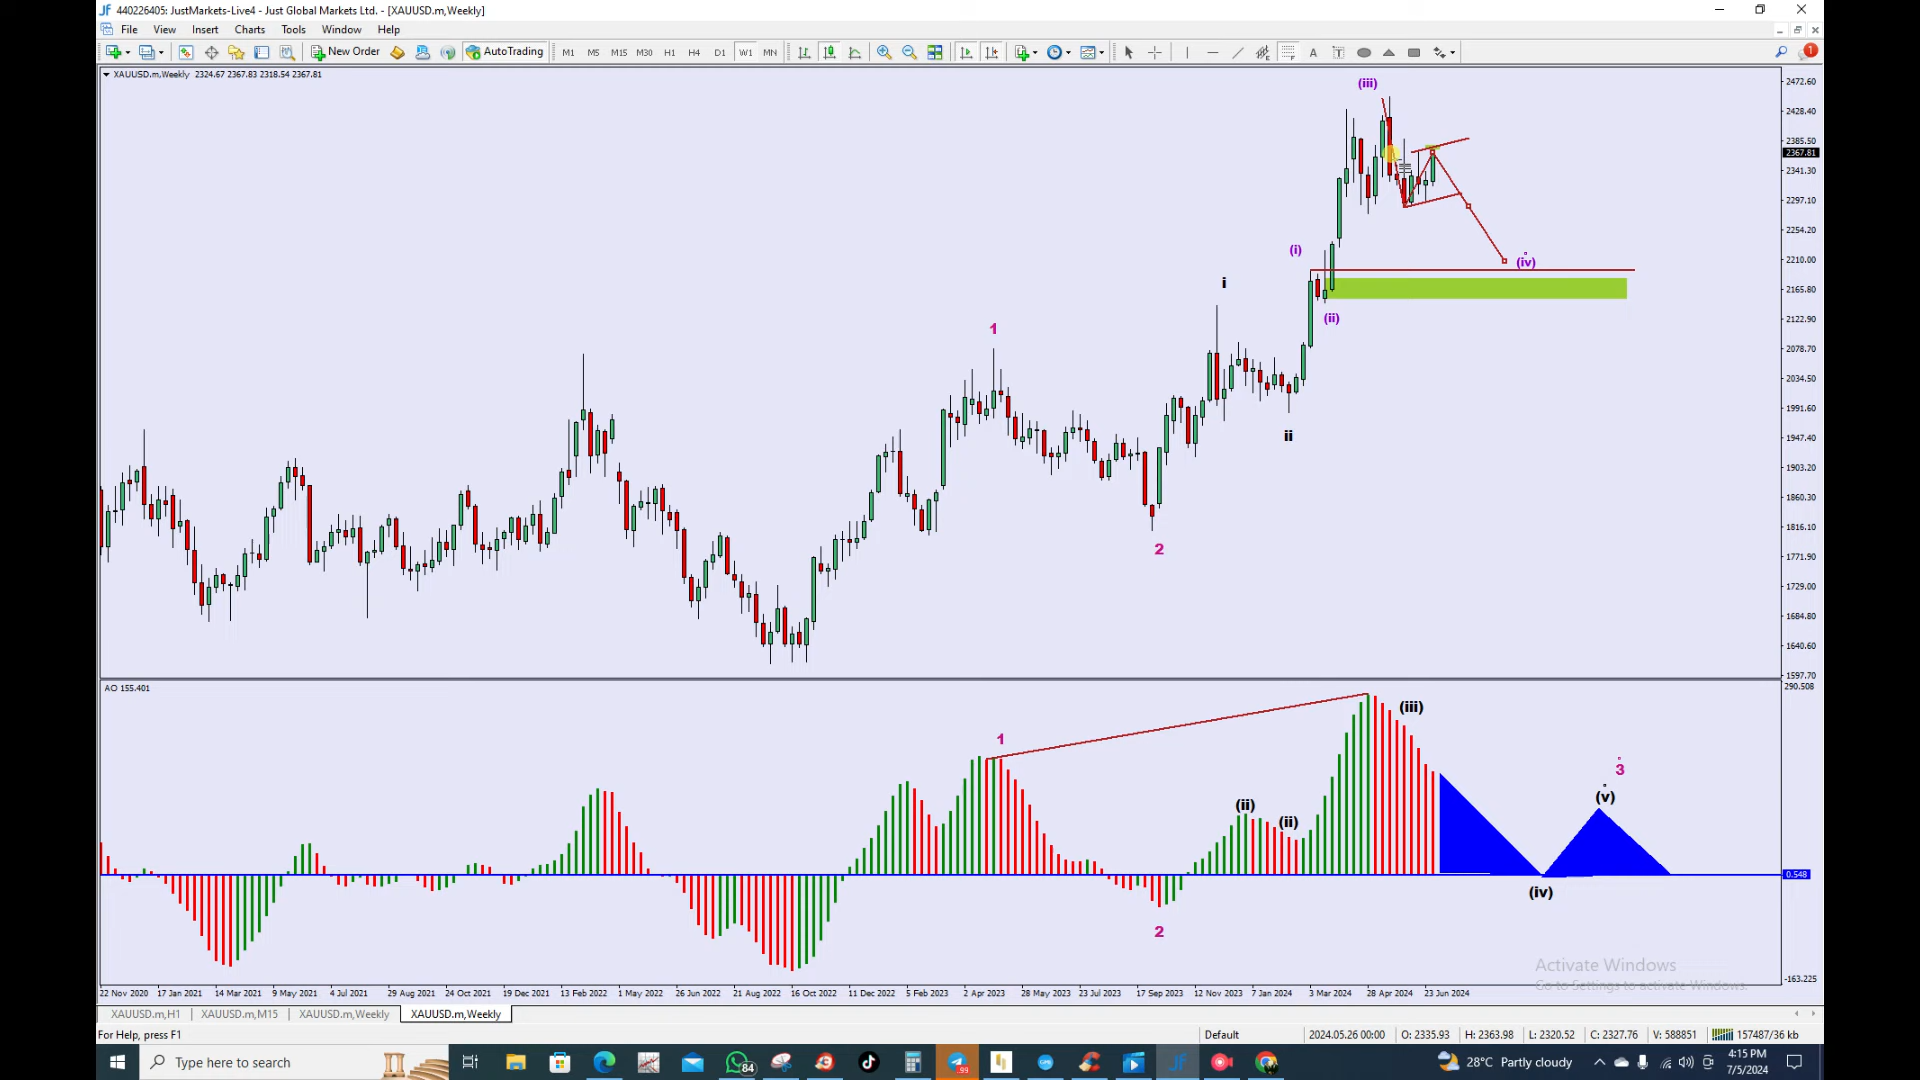 440226405: JustMarkets-Live4 - Just Global Markets Ltd. - [XAUUSD.m,Weekly]
File View Insert Charts Tools Window Help
New Order AutoTrading M1 M5 M15 M30 H1 H4 D1 W1 MN A T 1
XAUUSD.m,Weekly 2324.67 2367.83 2318.54 2367.81
2472.60
(iii)
2428.40
2385.50
2367.81
2341.30
2297.10
2254.20
(i)
(iv)
2210.00
i
2165.80
(ii)
2122.90
1
2078.70
2034.50
1991.60
ii
1947.40
1903.20
1860.30
1816.10
2
1771.90
1729.00
1684.80
1640.60
1597.70
AO 155.401
290.508
(iii)
1
3
(v)
(ii)
(ii)
0.548
(iv)
2
Activate Windows
Go to Settings to activate Windows.
-163.225
22 Nov 2020 17 Jan 2021 14 Mar 2021 9 May 2021 4 Jul 2021 29 Aug 2021 24 Oct 2021 19 Dec 2021 13 Feb 2022 1 May 2022 26 Jun 2022 21 Aug 2022 16 Oct 2022 11 Dec 2022 5 Feb 2023 2 Apr 2023 28 May 2023 23 Jul 2023 17 Sep 2023 12 Nov 2023 7 Jan 2024 3 Mar 2024 28 Apr 2024 23 Jun 2024
XAUUSD.m,H1 XAUUSD.m,M15 XAUUSD.m,Weekly XAUUSD.m,Weekly
For Help, press F1 Default 2024.05.26 00:00 O: 2335.93 H: 2363.98 L: 2320.52 C: 2327.76 V: 588851 157487/36 kb
Type here to search 84 99 28°C Partly cloudy 4:15 PM
7/5/2024